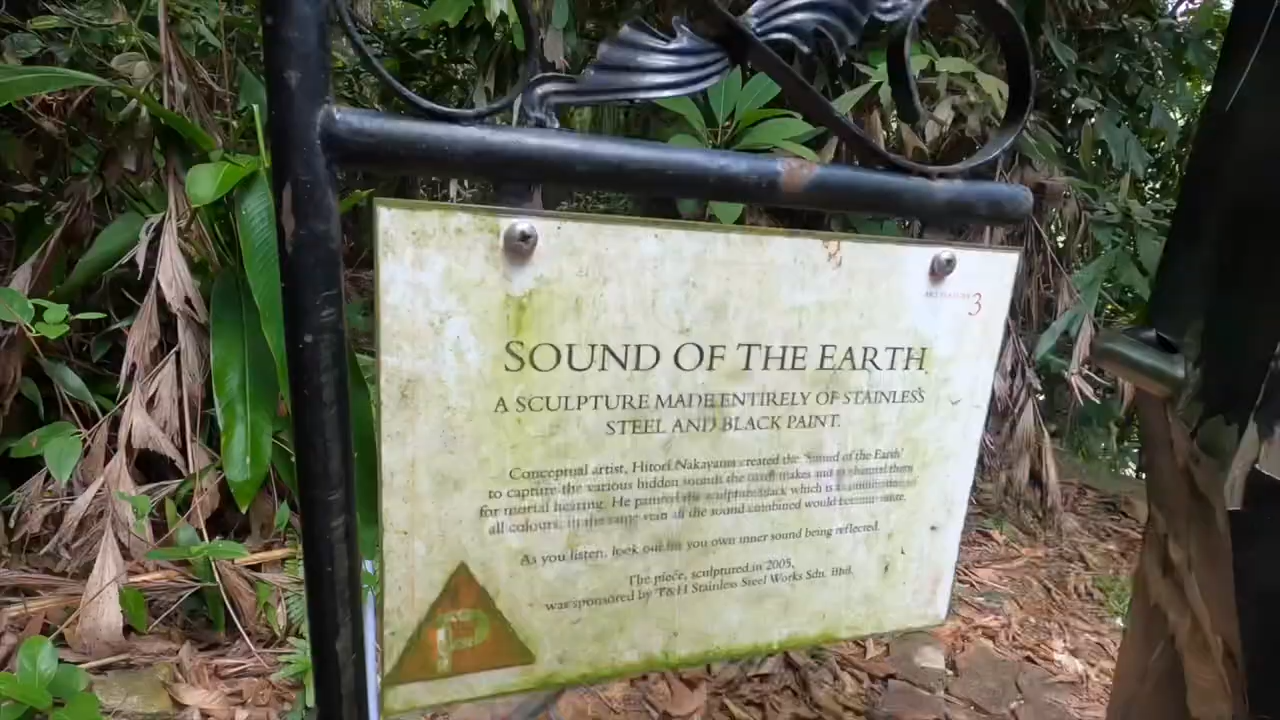 ART FEATURE 3
SOUND OF THE EARTH
A SCULPTURE MADE ENTIRELY OF STAINLESS
STEEL AND BLACK PAINT.
Conceptual artist, Hitori Nakayama created the 'Sound of the Earth'
to capture the various hidden sounds the earth makes and to channel them
for mortal hearing. He painted the sculpture black which is a combination of
all colours, in the same way all the sound combined would become
As you listen, look out for you own inner sound being reflected.
The piece, sculptured in 2005,
was sponsored by T&H Stainless Steel Works Sdn. Bhd.
P